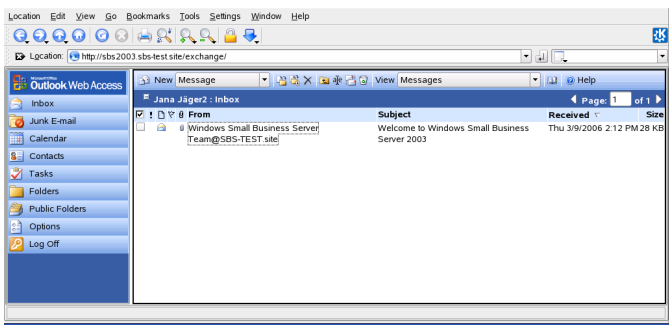 Location Edit View Go Bookmarks Tools Settings Window Help
Location: http://sbs2003.sbs-test.site/exchange/
Microsoft Office
Outlook Web Access
New Message View Messages Help
Jana Jäger2 : Inbox Page: 1 of 1
! From Subject Received Size
Windows Small Business Server Welcome to Windows Small Business Thu 3/9/2006 2:12 PM 28 KB
Team@SBS-TEST.site Server 2003
Inbox
Junk E-mail
Calendar
Contacts
Tasks
Folders
Public Folders
Options
Log Off